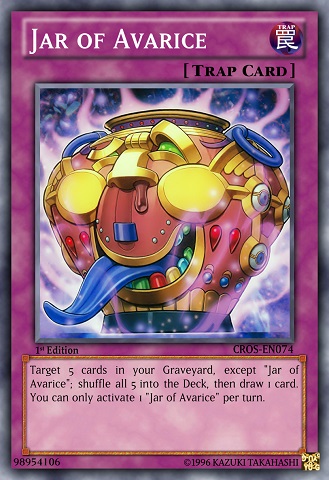 Jar of Avarice
TRAP
罠
[Trap Card]
1st Edition
CROS-EN074
Target 5 cards in your Graveyard, except "Jar of
Avarice"; shuffle all 5 into the Deck, then draw 1 card.
You can only activate 1 "Jar of Avarice" per turn.
98954106
©1996 KAZUKI TAKAHASHI